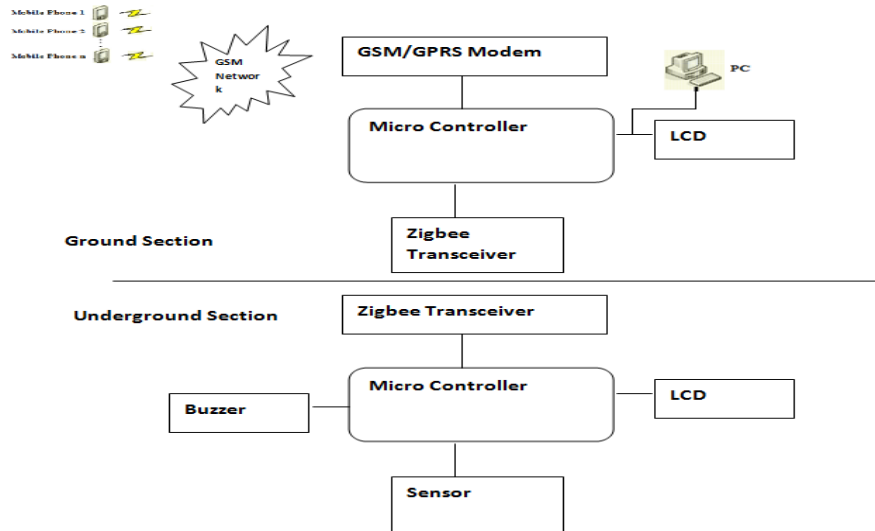 Mobile Phone 1
Mobile Phone 2
Mobile Phone n
GSM
Networ
k
GSM/GPRS Modem
PC
Micro Controller
LCD
Zigbee
Transceiver
Ground Section
Underground Section
Zigbee Transceiver
Micro Controller
LCD
Buzzer
Sensor